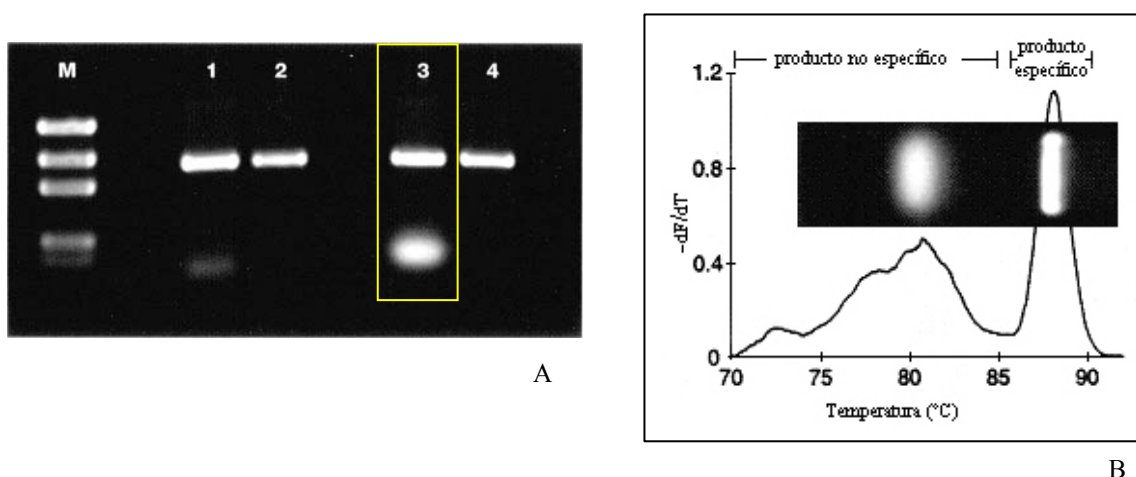 M 1 2 3 4
A
producto no específico
producto
específico
1.2
0.8
0.4
0
-dF/dT
70 75 80 85 90
Temperatura (°C)
B